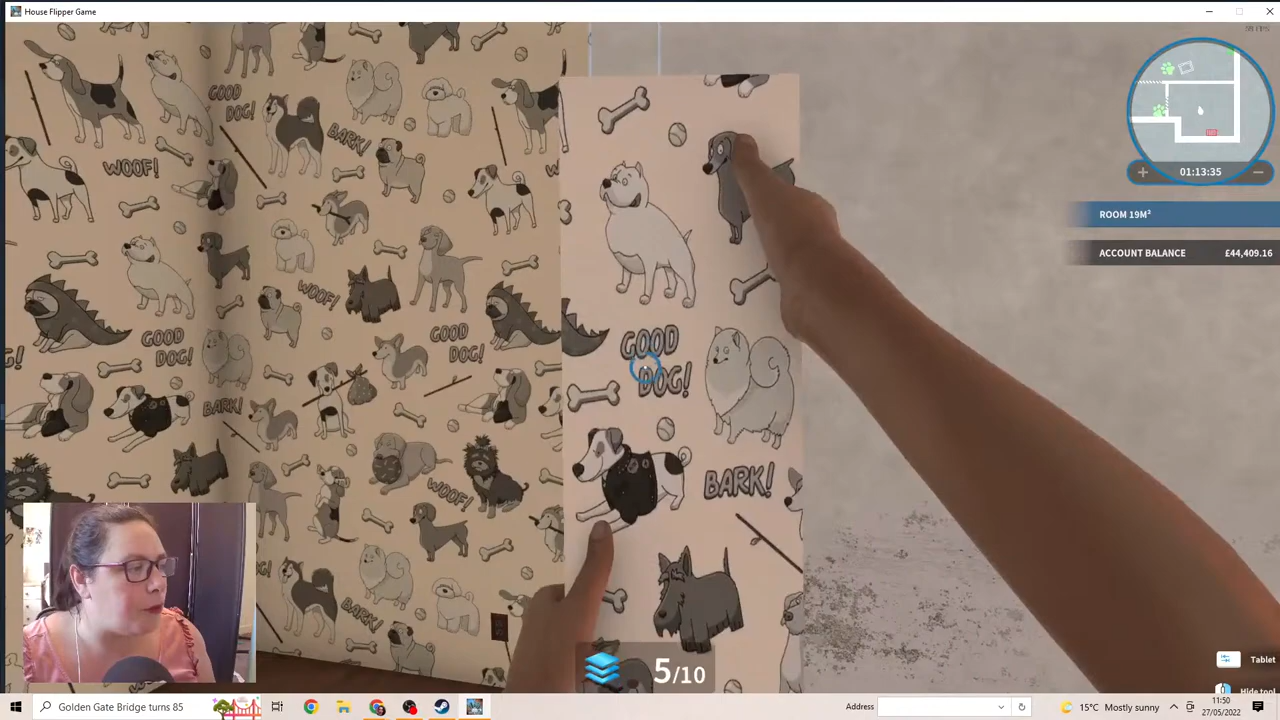 House Flipper Game
GOOD
DOG!
WOOF!
BARK!
WOOF!
GOOD
DOG!
GOOD
DOG!
BARK!
WOOF!
BARK!
GOOD
DOG!
BARK!
01:13:35
ROOM 19M²
ACCOUNT BALANCE £44,409.16
5/10
Tablet
Hide tool
Golden Gate Bridge turns 85
Address
15°C Mostly sunny
11:50
27/05/2022